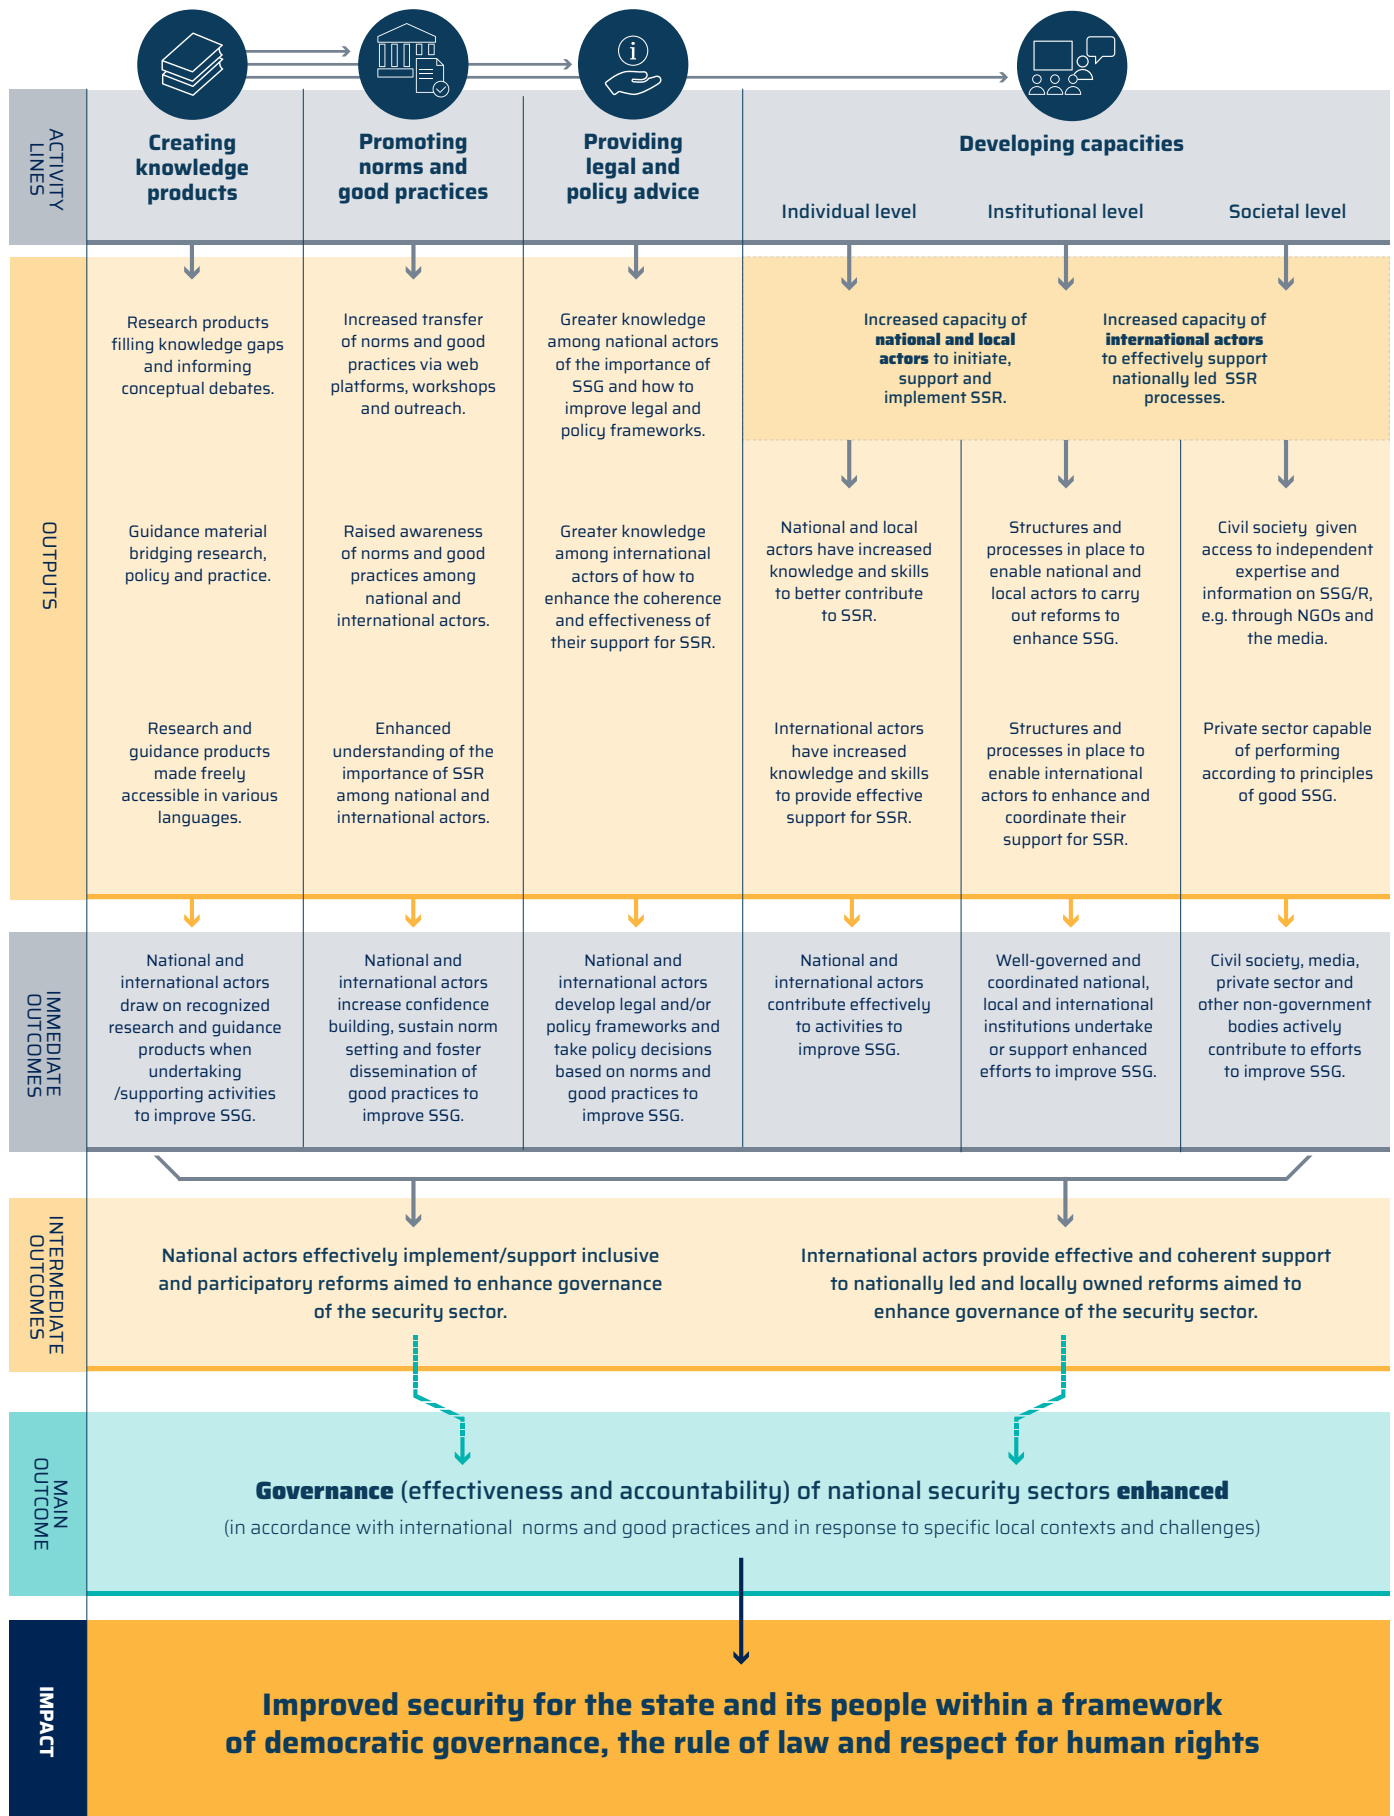 ACTIVITY
LINES
Creating
knowledge
products
Promoting
norms and
good practices
i
Providing
legal and
policy advice
Developing capacities
Individual level
Institutional level
Societal level
OUTPUTS
Research products
filling knowledge gaps
and informing
conceptual debates.
Guidance material
bridging research,
policy and practice.
Research and
guidance products
made freely
accessible in various
languages.
Increased transfer
of norms and good
practices via web
platforms, workshops
and outreach.
Raised awareness
of norms and good
practices among
national and
international actors.
Enhanced
understanding of the
importance of SSR
among national and
international actors.
Greater knowledge
among national actors
of the importance of
SSG and how to
improve legal and
policy frameworks.
Greater knowledge
among international
actors of how to
enhance the coherence
and effectiveness of
their support for SSR.
Increased capacity of
national and local
actors to initiate,
support and
implement SSR.
Increased capacity of
international actors
to effectively support
nationally led  SSR
processes.
National and local
actors have increased
knowledge and skills
to better contribute
to SSR.
International actors
have increased
knowledge and skills
to provide effective
support for SSR.
Structures and
processes in place to
enable national and
local actors to carry
out reforms to
enhance SSG.
Structures and
processes in place to
enable international
actors to enhance and
coordinate their
support for SSR.
Civil society  given
access to independent
expertise and
information on SSG/R,
e.g. through NGOs and
the media.
Private sector capable
of performing
according to principles
of good SSG.
IMMEDIATE
OUTCOMES
National and
international actors
draw on recognized
research and guidance
products when
undertaking
/supporting activities
to improve SSG.
National and
international actors
increase confidence
building, sustain norm
setting and foster
dissemination of
good practices to
improve SSG.
National and
international actors
develop legal and/or
policy frameworks and
take policy decisions
based on norms and
good practices to
improve SSG.
National and
international actors
contribute effectively
to activities to
improve SSG.
Well-governed and
coordinated national,
local and international
institutions undertake
or support enhanced
efforts to improve SSG.
Civil society, media,
private sector and
other non-government
bodies actively
contribute to efforts
to improve SSG.
INTERMEDIATE
OUTCOMES
National actors effectively implement/support inclusive
and participatory reforms aimed to enhance governance
of the security sector.
International actors provide effective and coherent support
to nationally led and locally owned reforms aimed to
enhance governance of the security sector.
MAIN
OUTCOME
Governance (effectiveness and accountability) of national security sectors enhanced
(in accordance with international  norms and good practices and in response to specific local contexts and challenges)
IMPACT
Improved security for the state and its people within a framework
of democratic governance, the rule of law and respect for human rights